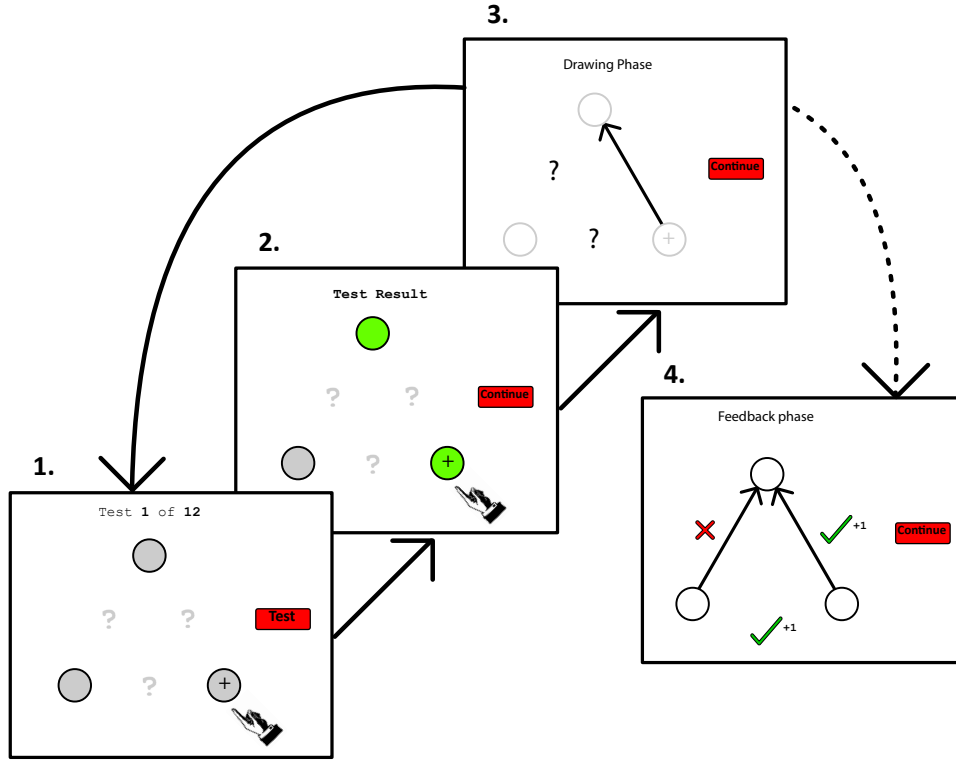 3.
Drawing Phase
?
Continue
?
+
2.
Test Result
? ?
Continue
?
+
4.
Feedback phase
+1
Continue
+1
1.
Test 1 of 12
? ?
Test
?
+